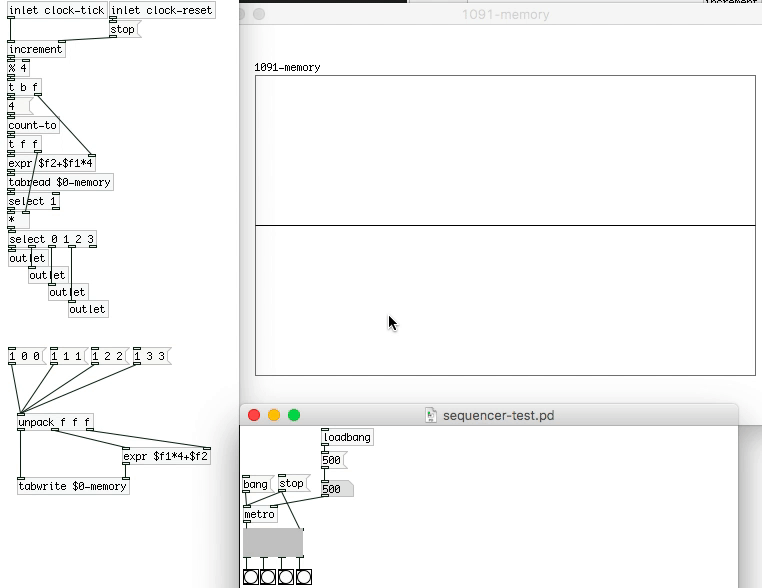 inlet clock-tick inlet clock-reset
stop
increment
% 4
t b f
4
count-to
t f f
expr $f2+$f1*4
tabread $0-memory
select 1
*
select 0 1 2 3
outlet
outlet
outlet
outlet
1 0 0 1 1 1 1 2 2 1 3 3
unpack f f f
expr $f1*4+$f2
tabwrite $0-memory
increment
1091-memory
1091-memory
sequencer-test.pd
loadbang
500
bang stop 500
metro